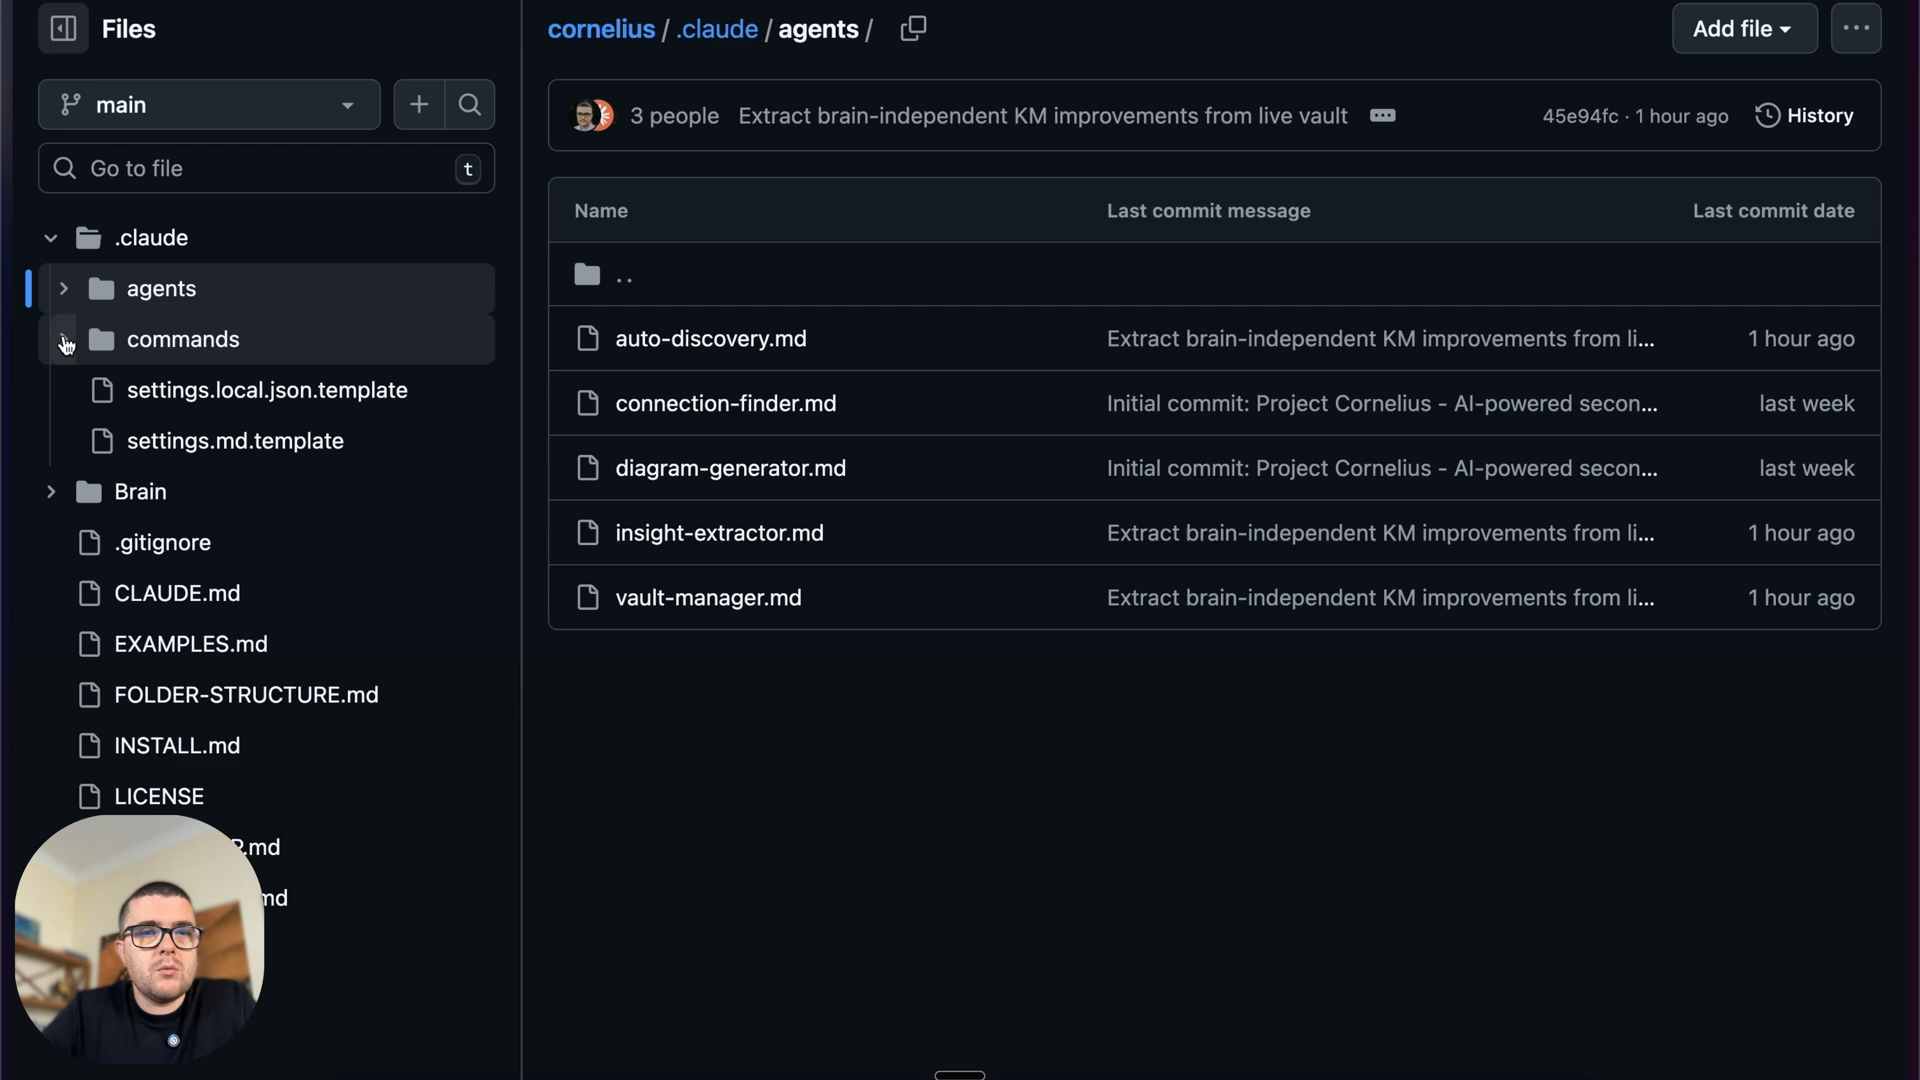 Files
main
Go to file
t
.claude
agents
commands
settings.local.json.template
settings.md.template
Brain
.gitignore
CLAUDE.md
EXAMPLES.md
FOLDER-STRUCTURE.md
INSTALL.md
LICENSE
.md
cornelius / .claude / agents /
Add file
3 people Extract brain-independent KM improvements from live vault
45e94fc · 1 hour ago
History
Name Last commit message Last commit date
..
auto-discovery.md Extract brain-independent KM improvements from li... 1 hour ago
connection-finder.md Initial commit: Project Cornelius - AI-powered secon... last week
diagram-generator.md Initial commit: Project Cornelius - AI-powered secon... last week
insight-extractor.md Extract brain-independent KM improvements from li... 1 hour ago
vault-manager.md Extract brain-independent KM improvements from li... 1 hour ago